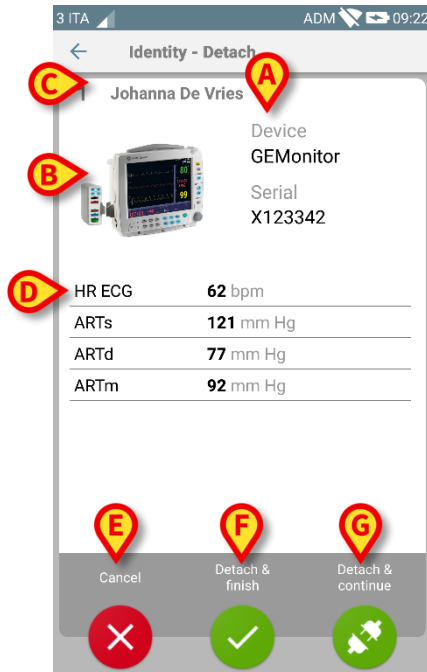 3 ITA ADM 09:22
Identity - Detach
A
C
Johanna De Vries
Device
GEMonitor
B
Serial
X123342
D
HR ECG 62 bpm
ARTs 121 mm Hg
ARTd 77 mm Hg
ARTm 92 mm Hg
E F G
Cancel
Detach &
finish
Detach &
continue